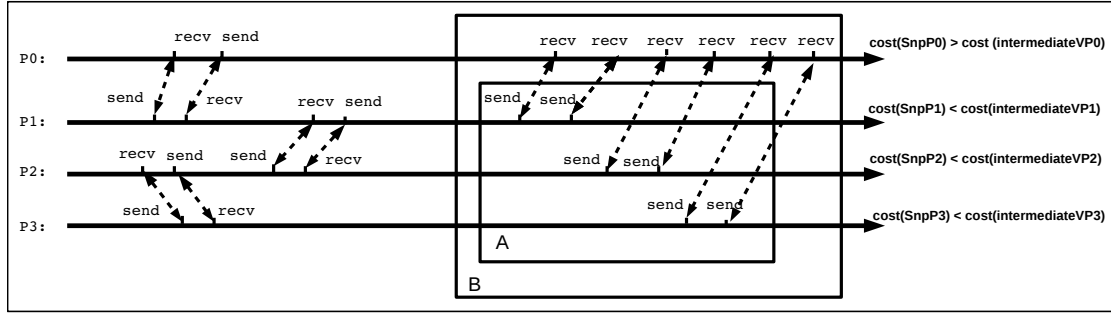 recv send recv recv recv recv recv recv
P0: cost(SnpP0) > cost (intermediateVP0)
send recv recv send send send
P1: cost(SnpP1) < cost(intermediateVP1)
recv send send recv send send
P2: cost(SnpP2) < cost(intermediateVP2)
send recv send send
P3: cost(SnpP3) < cost(intermediateVP3)
A
B